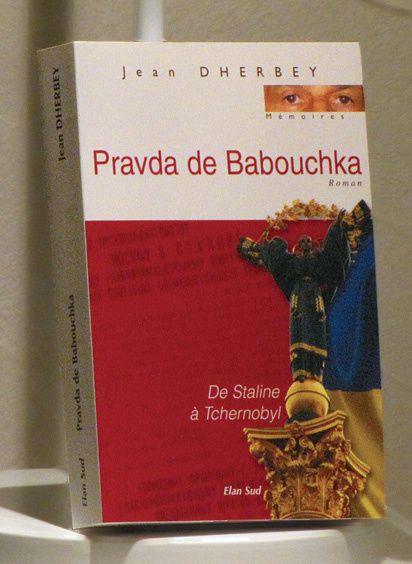 Jean DHERBEY
Mémoires
Pravda de Babouchka
Roman
De Staline
à Tchernobyl
Elan Sud
Jean DHERBEY
Pravda de Babouchka
Elan Sud